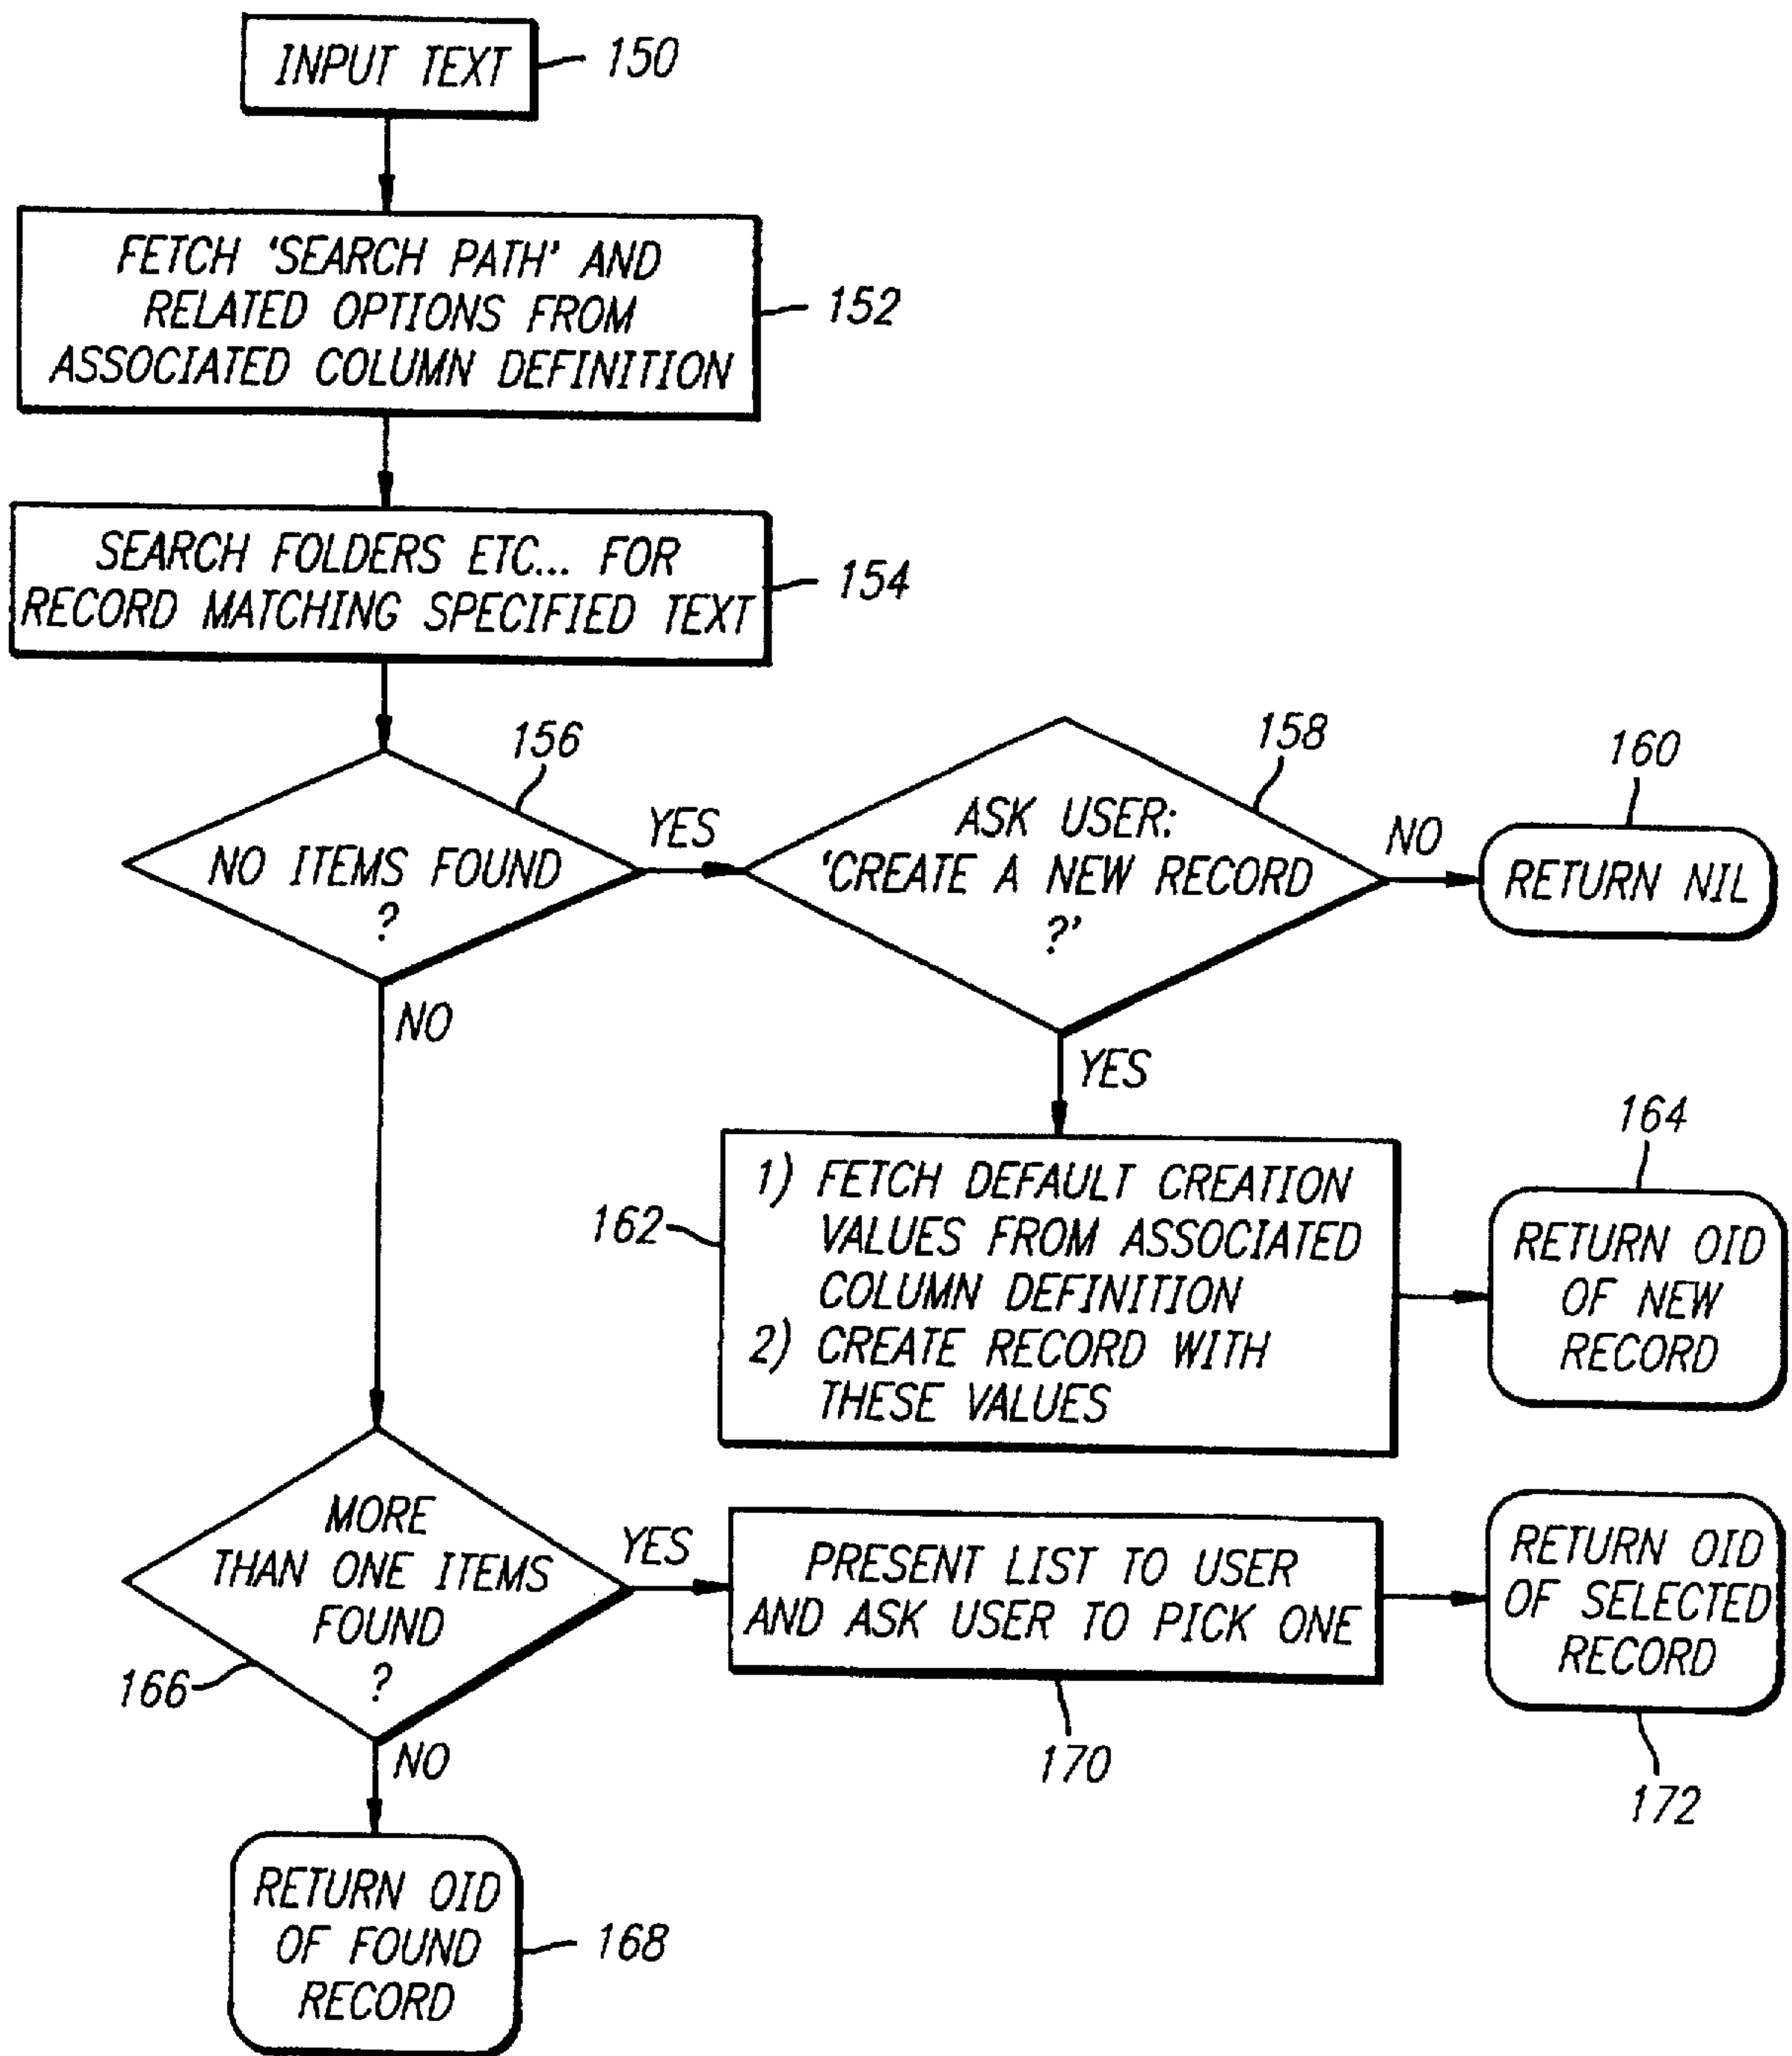 INPUT TEXT
150
FETCH 'SEARCH PATH' AND
RELATED OPTIONS FROM
ASSOCIATED COLUMN DEFINITION
152
SEARCH FOLDERS ETC... FOR
RECORD MATCHING SPECIFIED TEXT
154
156
NO ITEMS FOUND
?
YES
NO
158
ASK USER:
'CREATE A NEW RECORD
?'
NO
160
RETURN NIL
YES
162
1) FETCH DEFAULT CREATION
VALUES FROM ASSOCIATED
COLUMN DEFINITION
2) CREATE RECORD WITH
THESE VALUES
164
RETURN OID
OF NEW
RECORD
MORE
THAN ONE ITEMS
FOUND
?
166
YES
PRESENT LIST TO USER
AND ASK USER TO PICK ONE
170
RETURN OID
OF SELECTED
RECORD
172
NO
RETURN OID
OF FOUND
RECORD
168